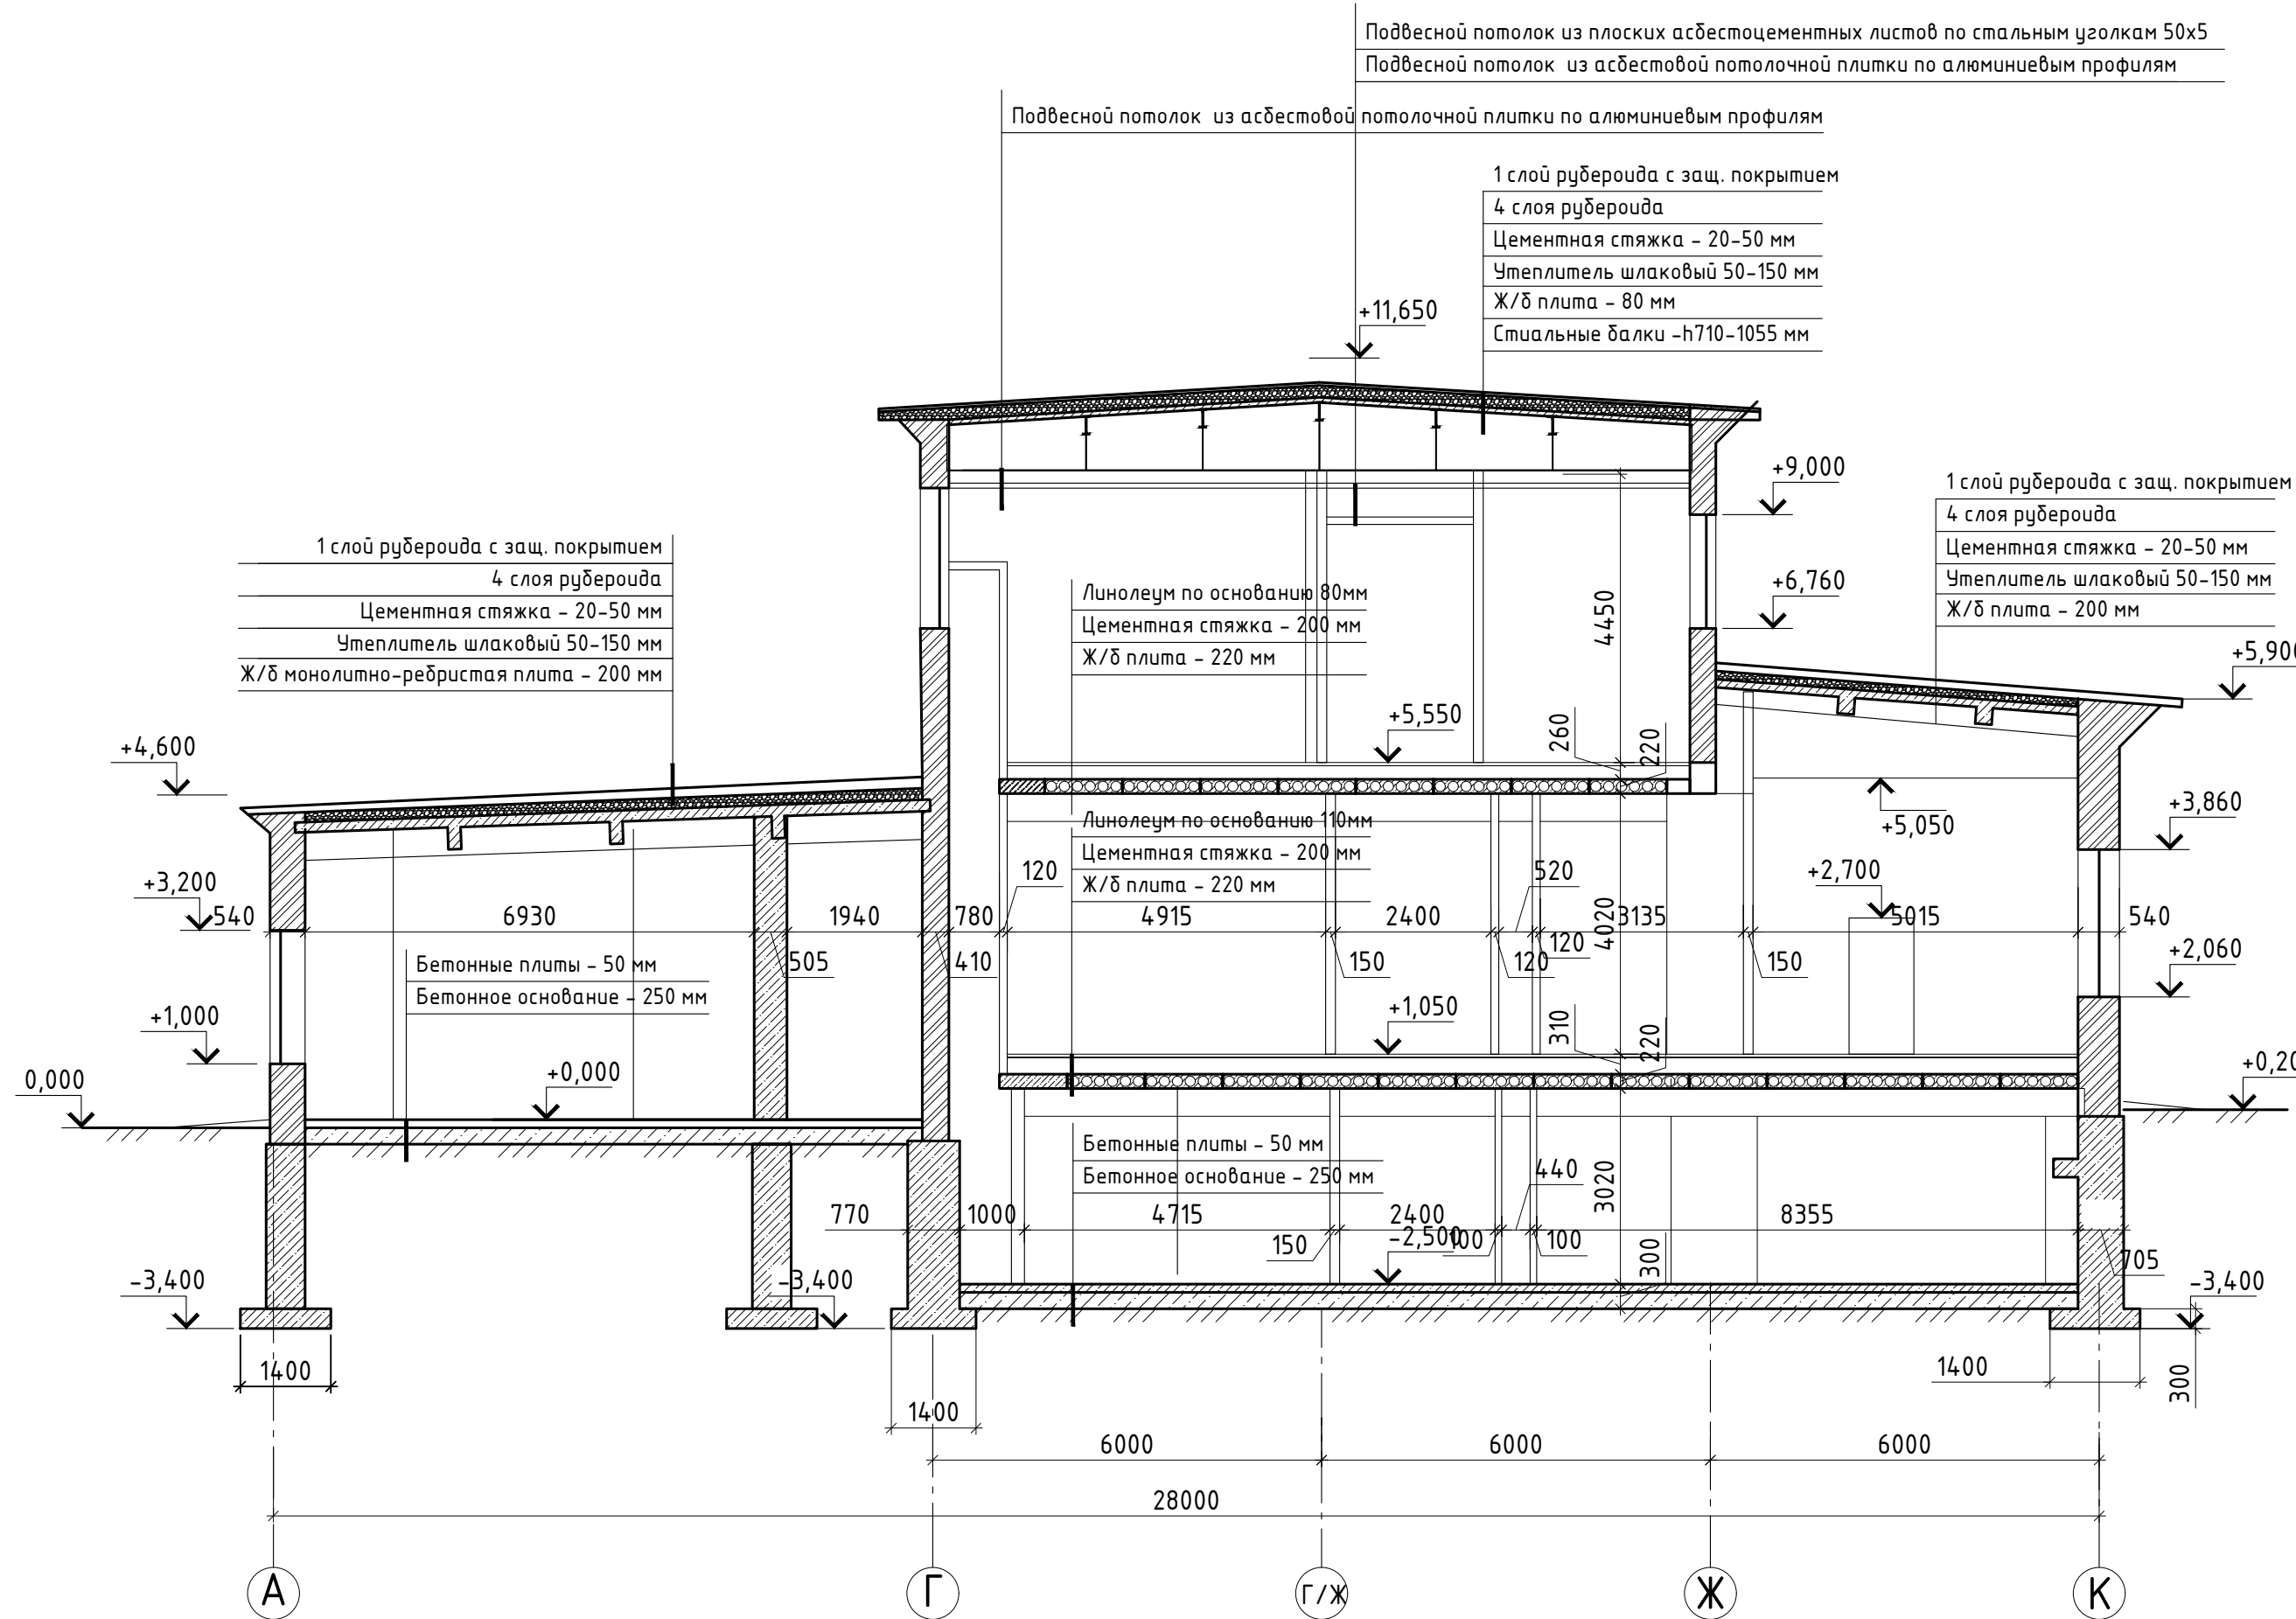 Подвесной потолок из плоских асбестоцементных листов по стальным уголкам 50х5
Подвесной потолок из асбестовой потолочной плитки по алюминиевым профилям
Подвесной потолок из асбестовой потолочной плитки по алюминиевым профилям
1 слой рубероида с защ. покрытием
4 слоя рубероида
Цементная стяжка - 20-50 мм
Утеплитель шлаковый 50-150 мм
Ж/б плита - 80 мм
Стиальные балки -h710-1055 мм
+11,650
+9,000
1 слой рубероида с защ. покрытием
4 слоя рубероида
Цементная стяжка - 20-50 мм
Утеплитель шлаковый 50-150 мм
Ж/б плита - 200 мм
1 слой рубероида с защ. покрытием
4 слоя рубероида
Цементная стяжка - 20-50 мм
Утеплитель шлаковый 50-150 мм
Ж/б монолитно-ребристая плита - 200 мм
Линолеум по основанию 80мм
Цементная стяжка - 200 мм
Ж/б плита - 220 мм
4450
+6,760
+5,900
+5,550
260
220
+4,600
+5,050
+3,860
Линолеум по основанию 110мм
Цементная стяжка - 200 мм
Ж/б плита - 220 мм
+3,200
120
520
+2,700
540
6930
1940
780
4915
2400
4020
3135
5015
540
505
410
150
120
120
150
+2,060
Бетонные плиты - 50 мм
Бетонное основание - 250 мм
+1,000
+1,050
310
220
0,000
+0,000
+0,20
Бетонные плиты - 50 мм
Бетонное основание - 250 мм
440
3020
770
1000
4715
2400
8355
150
-2,500
100
100
300
705
-3,400
-3,400
-3,400
1400
1400
1400
300
6000
6000
6000
28000
А
Г
Г/Ж
Ж
К